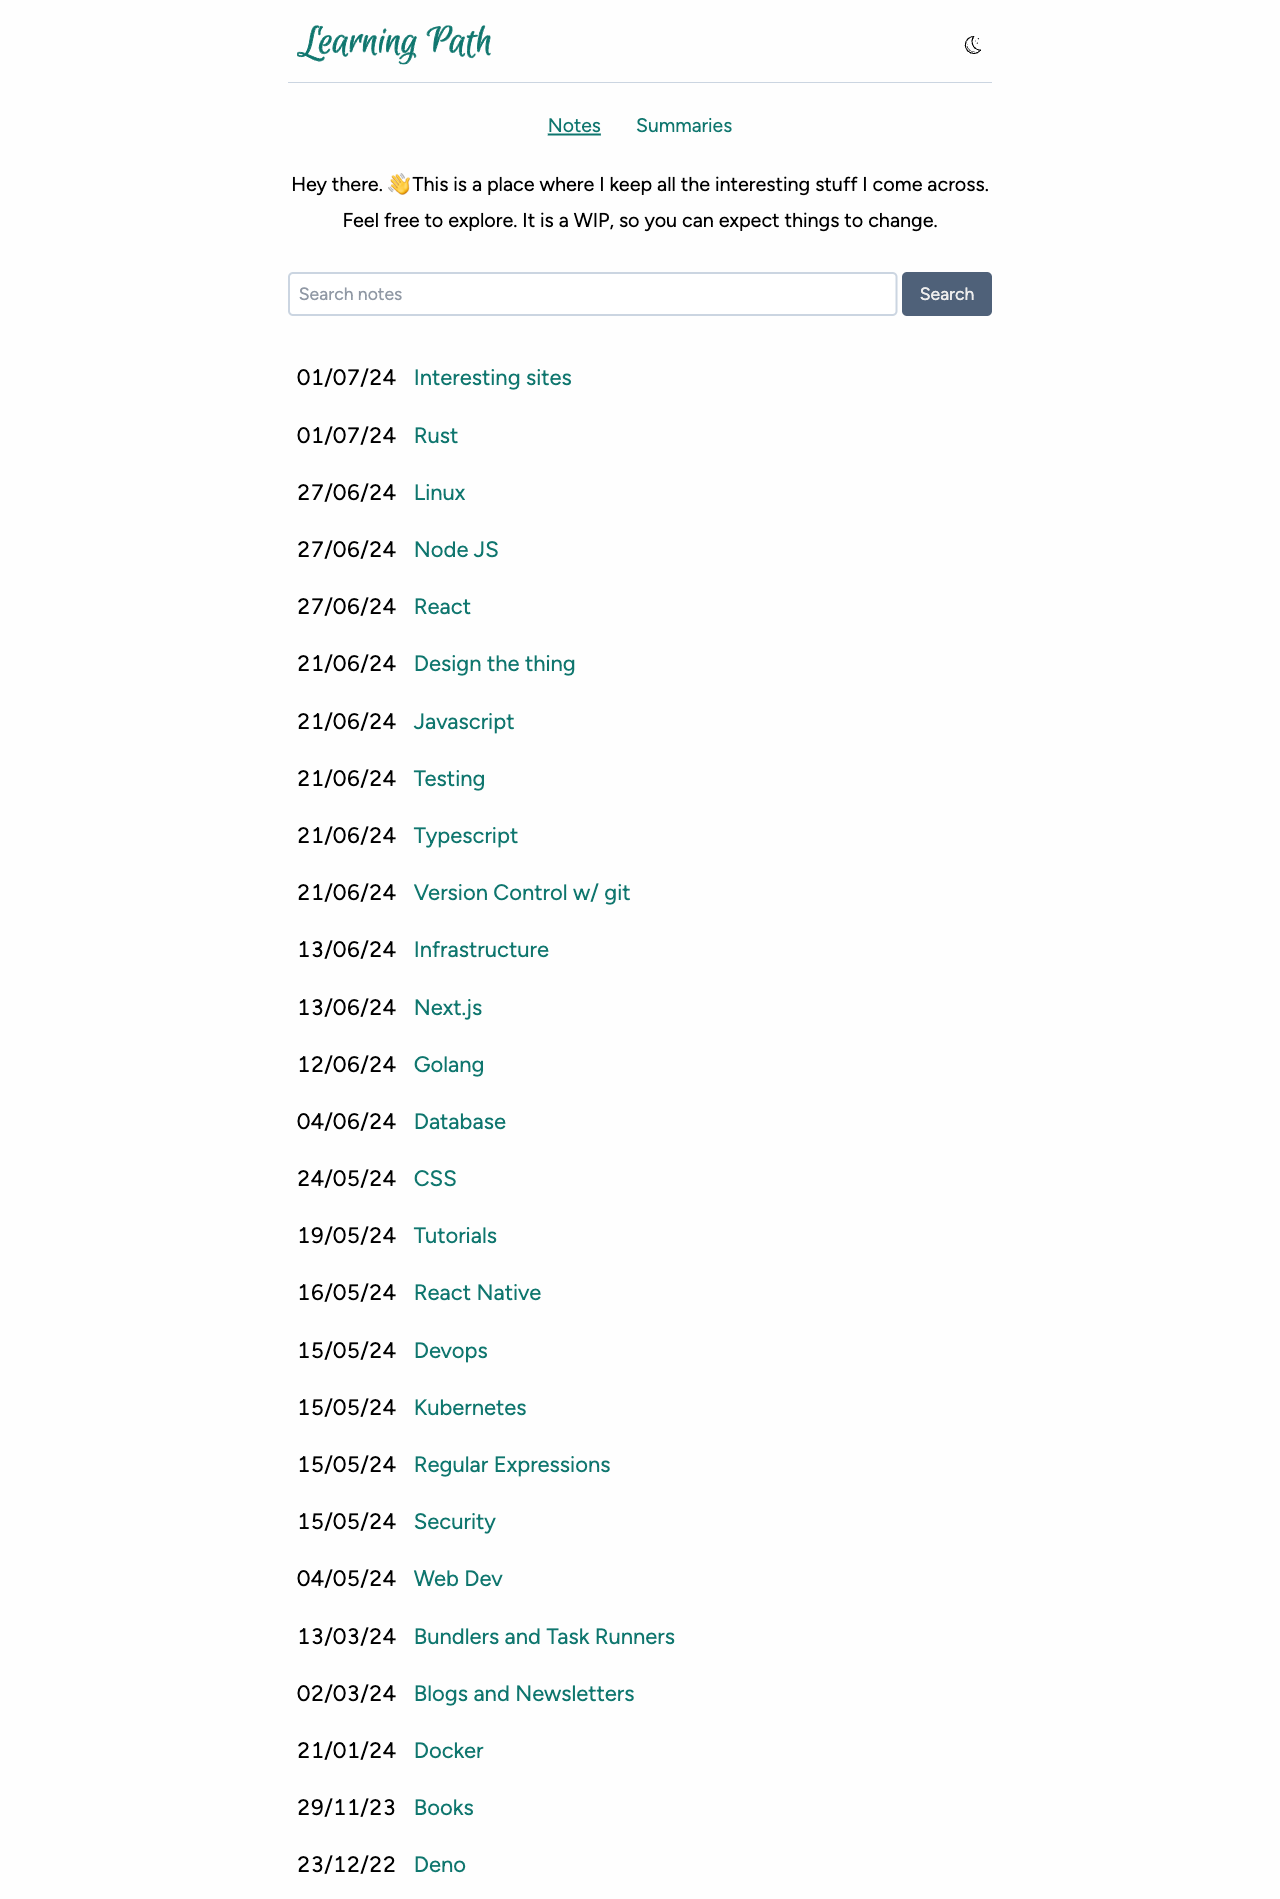 Learning Path
Notes Summaries
Hey there. 👋This is a place where I keep all the interesting stuff I come across.
Feel free to explore. It is a WIP, so you can expect things to change.
Search notes Search
01/07/24 Interesting sites
01/07/24 Rust
27/06/24 Linux
27/06/24 Node JS
27/06/24 React
21/06/24 Design the thing
21/06/24 Javascript
21/06/24 Testing
21/06/24 Typescript
21/06/24 Version Control w/ git
13/06/24 Infrastructure
13/06/24 Next.js
12/06/24 Golang
04/06/24 Database
24/05/24 CSS
19/05/24 Tutorials
16/05/24 React Native
15/05/24 Devops
15/05/24 Kubernetes
15/05/24 Regular Expressions
15/05/24 Security
04/05/24 Web Dev
13/03/24 Bundlers and Task Runners
02/03/24 Blogs and Newsletters
21/01/24 Docker
29/11/23 Books
23/12/22 Deno